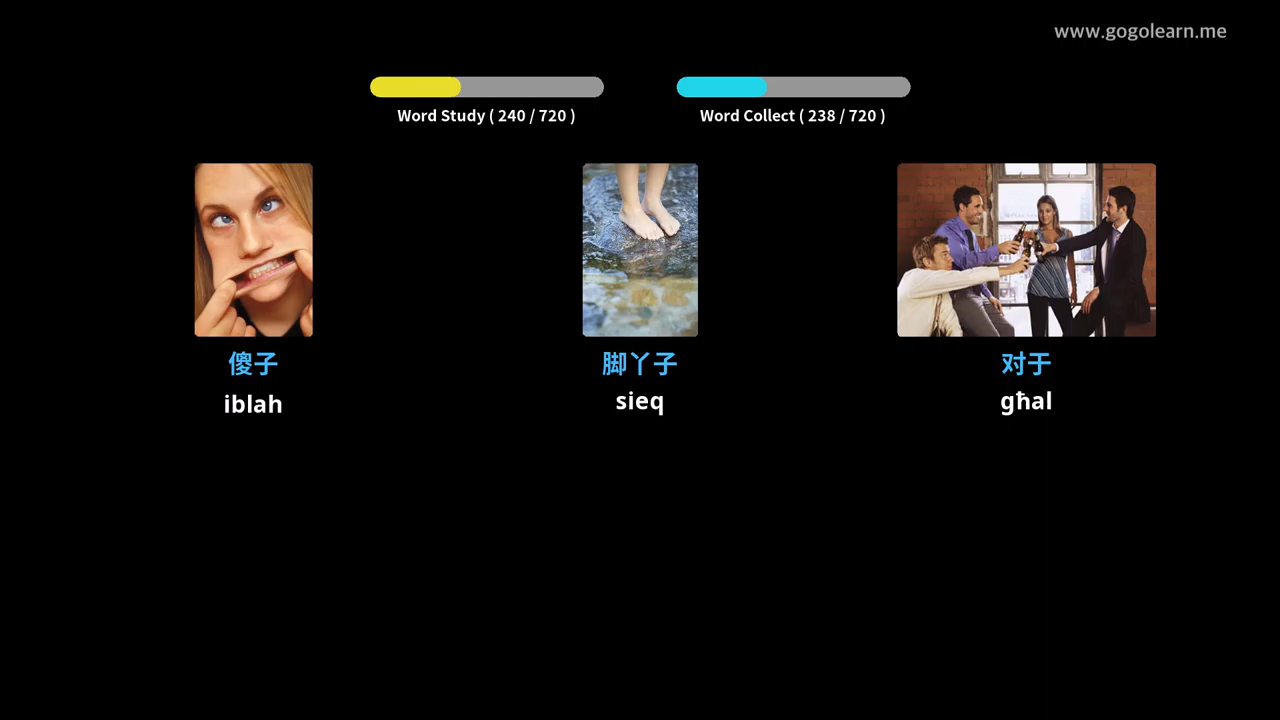 www.gogolearn.me
Word Study ( 240 / 720 )
Word Collect ( 238 / 720 )
傻子
iblah
脚丫子
sieq
对于
għal